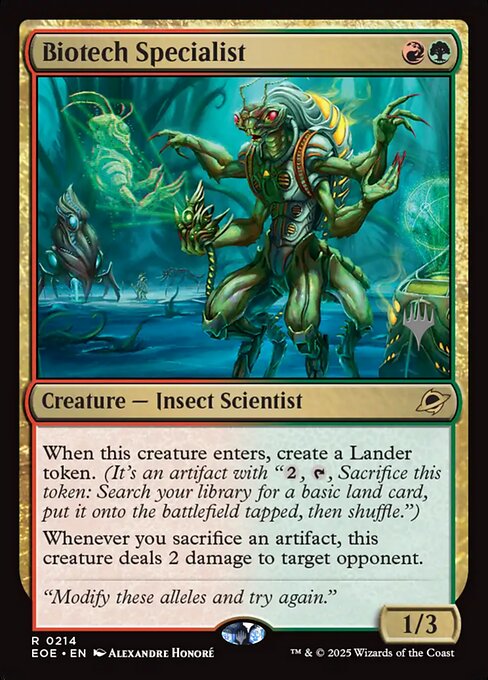 Biotech Specialist
Creature — Insect Scientist
When this creature enters, create a Lander
token. (It's an artifact with “2, T, Sacrifice this
token: Search your library for a basic land card,
put it onto the battlefield tapped, then shuffle.”)
Whenever you sacrifice an artifact, this
creature deals 2 damage to target opponent.
“Modify these alleles and try again.”
1/3
R 0214
EOE • EN Alexandre Honoré
™ & © 2025 Wizards of the Coast